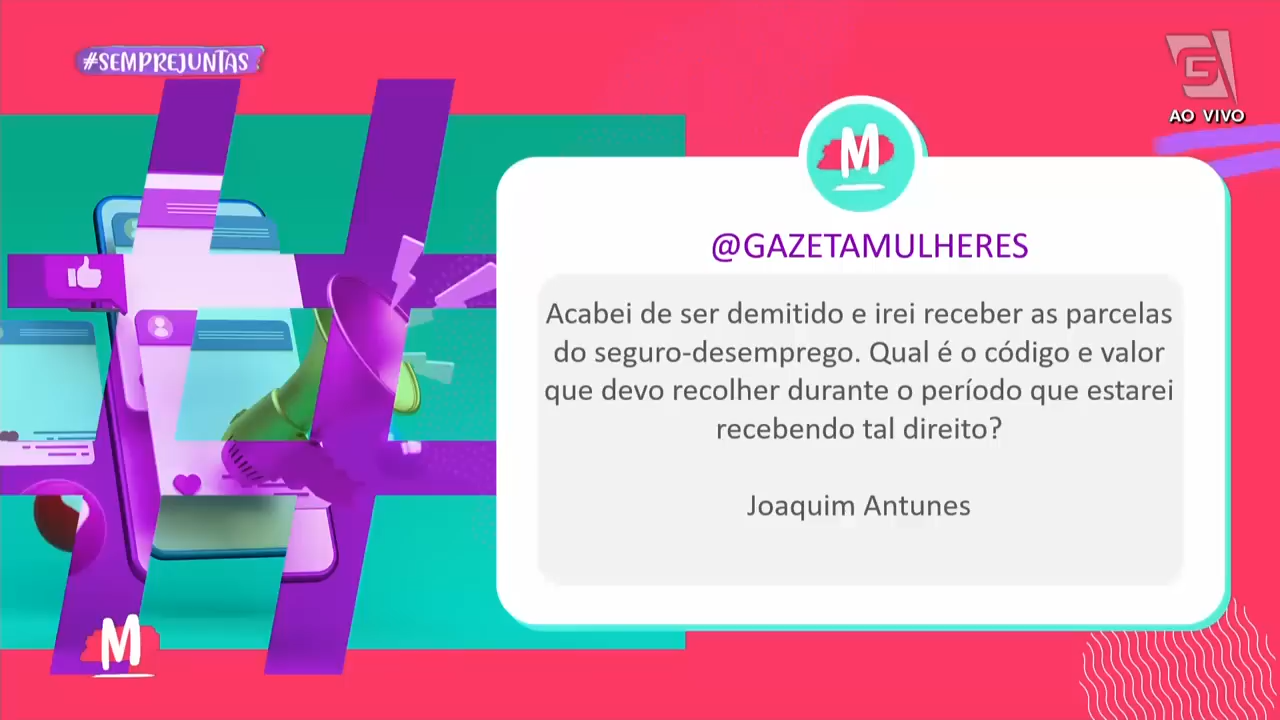 #SEMPREJUNTAS
G
AO VIVO
M
@GAZETAMULHERES
Acabei de ser demitido e irei receber as parcelas
do seguro-desemprego. Qual é o código e valor
que devo recolher durante o período que estarei
recebendo tal direito?
Joaquim Antunes
M